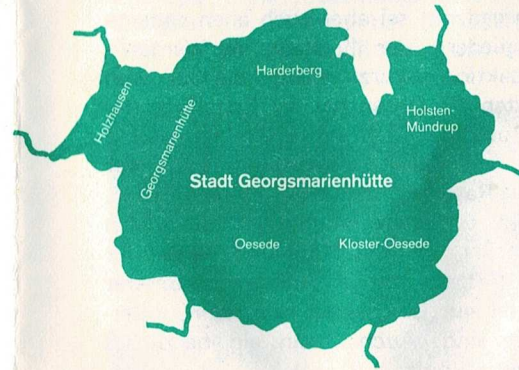 Harderberg
Holzhausen
Holsten-
Mündrup
Georgsmarienhütte
Stadt Georgsmarienhütte
Oesede
Kloster-Oesede